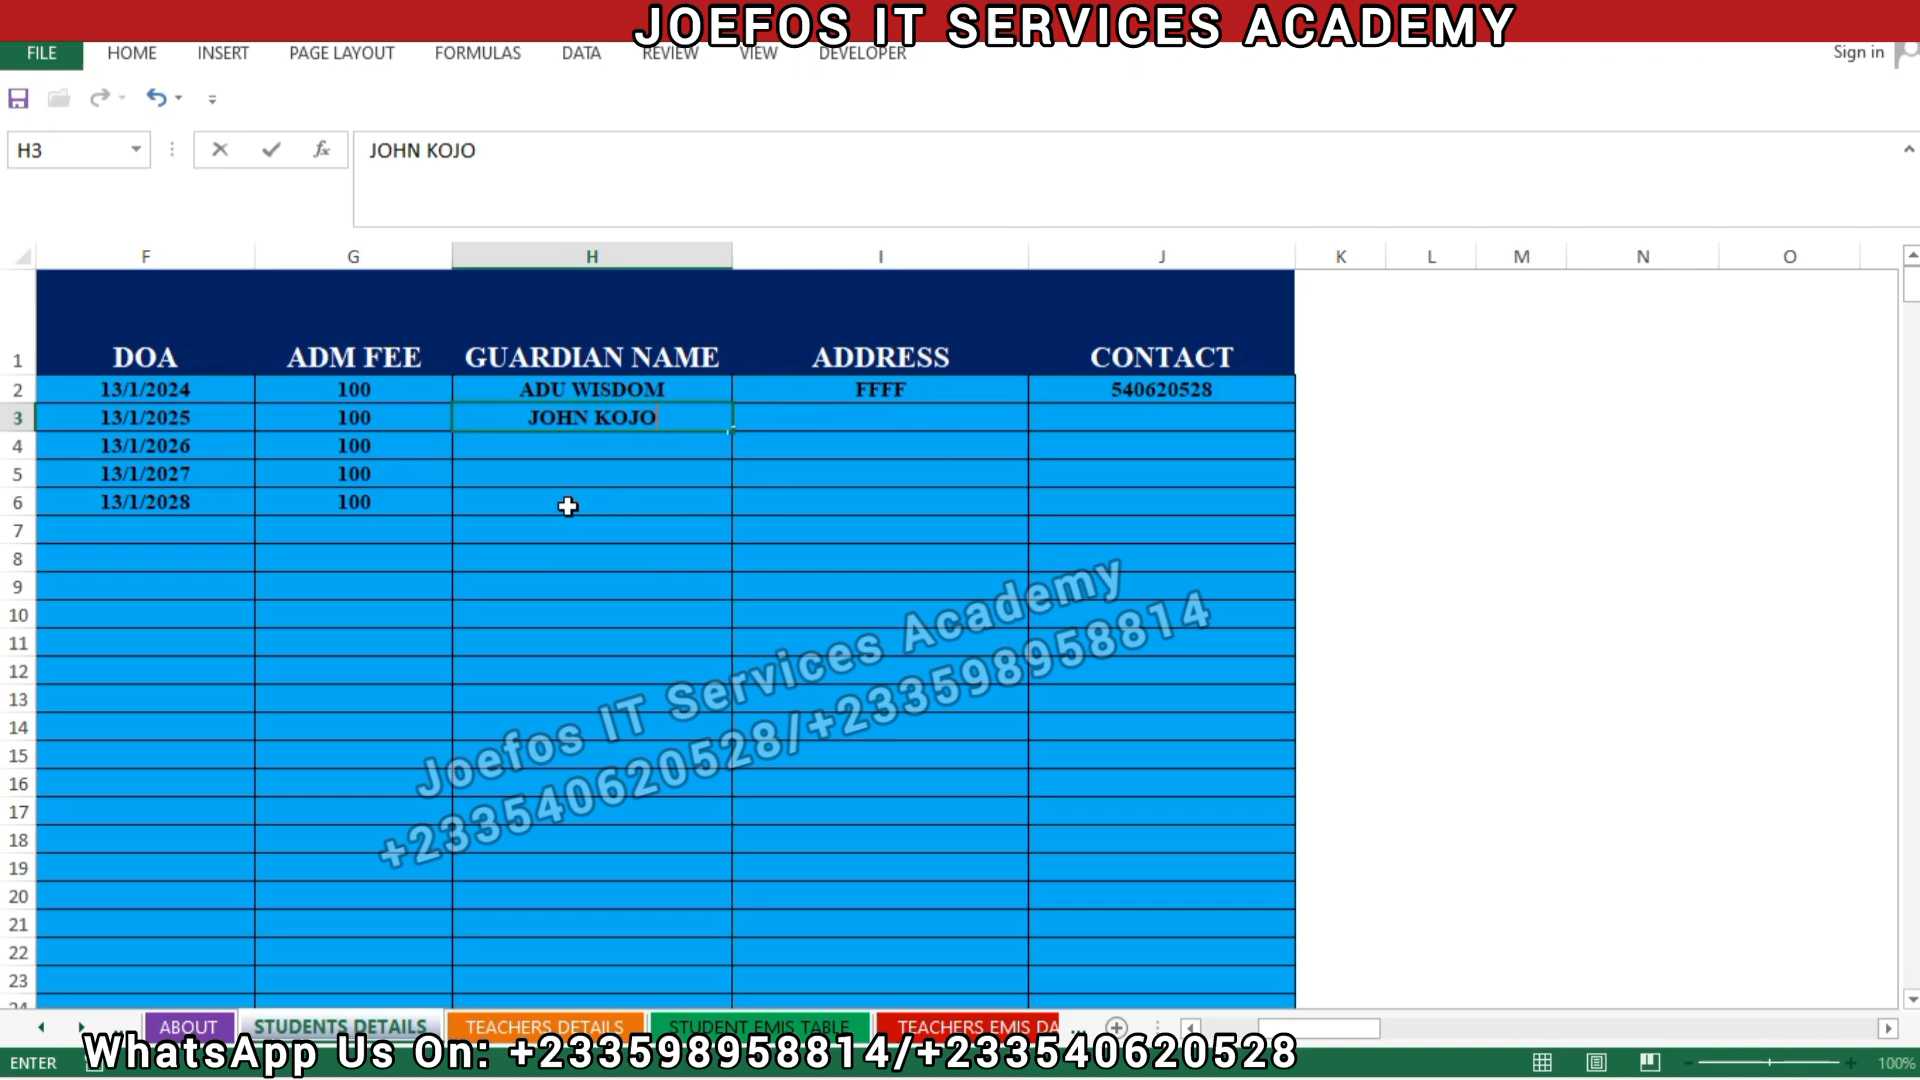 JOEFOS IT SERVICES ACADEMY
FILE HOME INSERT PAGE LAYOUT FORMULAS DATA REVIEW VIEW DEVELOPER Sign in
H3 fx JOHN KOJO
F G H I J K L M N O
1 DOA ADM FEE GUARDIAN NAME ADDRESS CONTACT
2 13/1/2024 100 ADU WISDOM FFFF 540620528
3 13/1/2025 100 JOHN KOJO
4 13/1/2026 100
5 13/1/2027 100
6 13/1/2028 100
7
8
9
10
11
12
13
14
15
16
17
18
19
20
21
22
23
24
Joefos IT Services Academy
+233540620528/+233598958814
ABOUT STUDENTS DETAILS TEACHERS DETAILS STUDENT EMIS TABLE TEACHERS EMIS DA ...
WhatsApp Us On: +233598958814/+233540620528
ENTER 100%